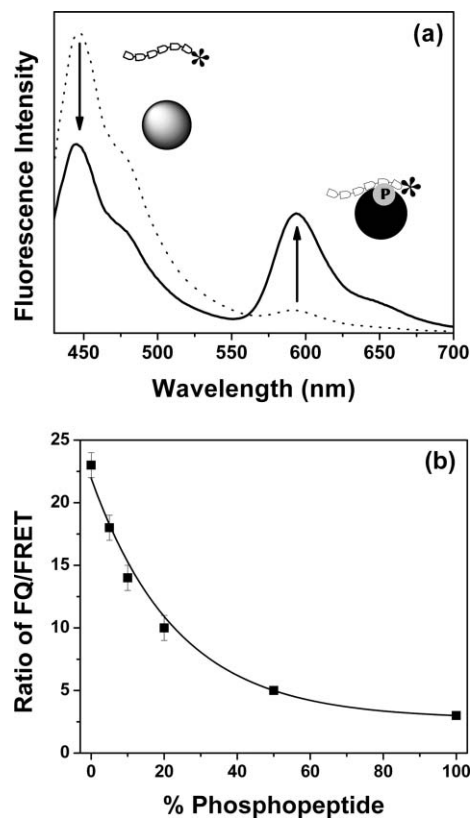 (a)
Fluorescence Intensity
P
450 500 550 600 650 700
Wavelength (nm)
(b)
Ratio of FQ/FRET
25
20
15
10
5
0
0 20 40 60 80 100
% Phosphopeptide